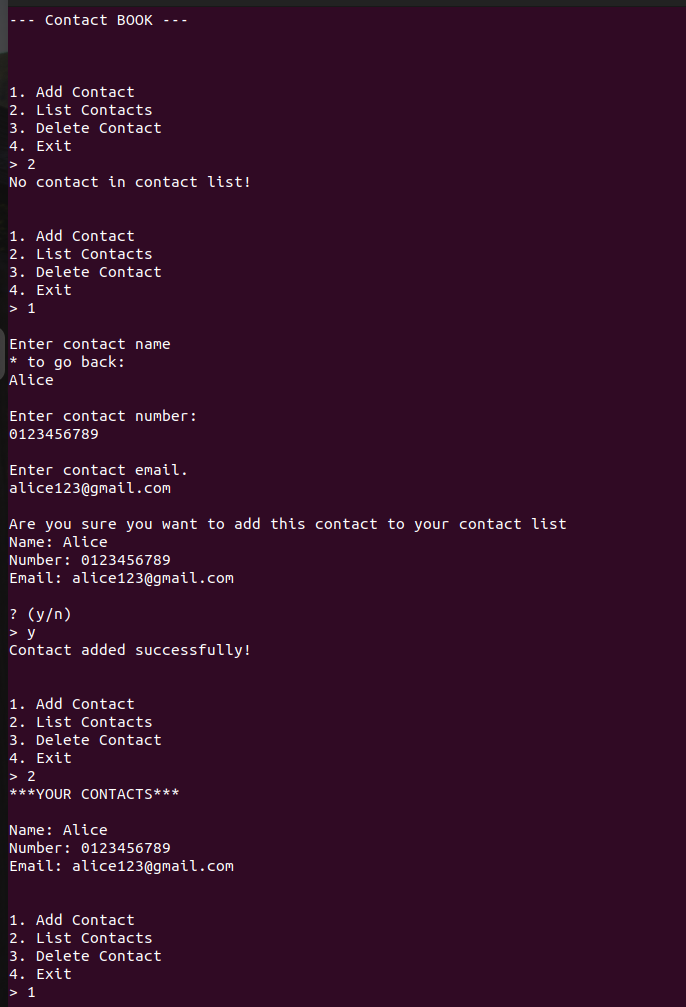 --- Contact BOOK ---
1. Add Contact
2. List Contacts
3. Delete Contact
4. Exit
> 2
No contact in contact list!
1. Add Contact
2. List Contacts
3. Delete Contact
4. Exit
> 1
Enter contact name
* to go back:
Alice
Enter contact number:
0123456789
Enter contact email.
alice123@gmail.com
Are you sure you want to add this contact to your contact list
Name: Alice
Number: 0123456789
Email: alice123@gmail.com
? (y/n)
> y
Contact added successfully!
1. Add Contact
2. List Contacts
3. Delete Contact
4. Exit
> 2
***YOUR CONTACTS***
Name: Alice
Number: 0123456789
Email: alice123@gmail.com
1. Add Contact
2. List Contacts
3. Delete Contact
4. Exit
> 1